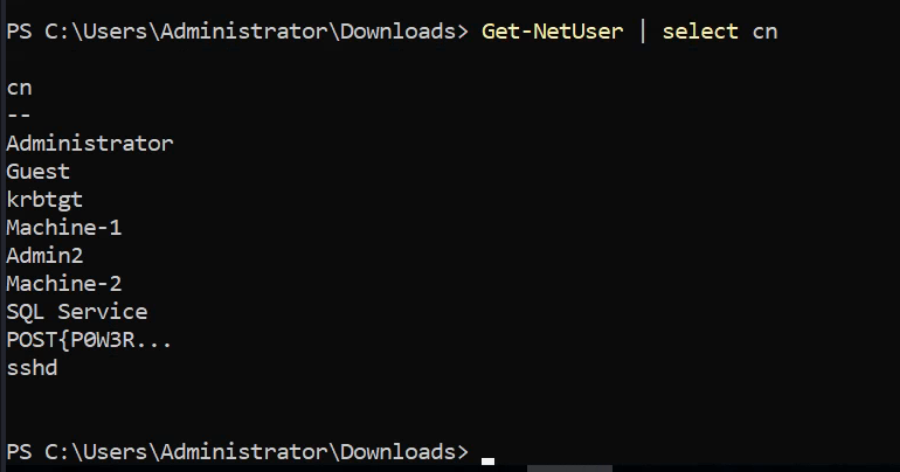 PS C:\Users\Administrator\Downloads> Get-NetUser | select cn
cn
--
Administrator
Guest
krbtgt
Machine-1
Admin2
Machine-2
SQL Service
POST{P0W3R...
sshd
PS C:\Users\Administrator\Downloads>